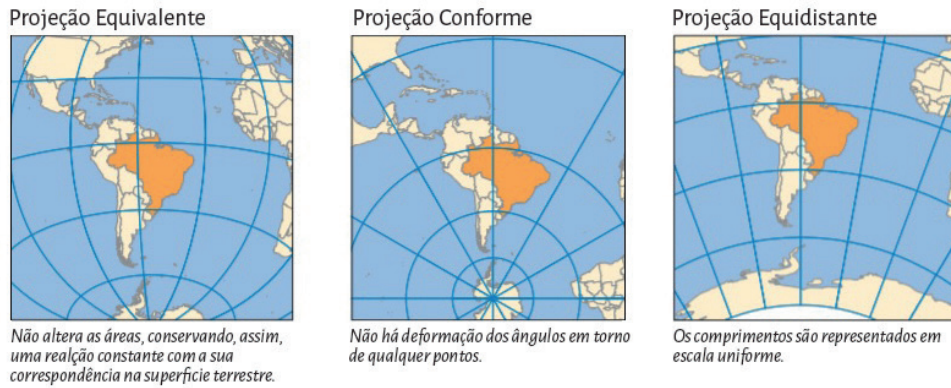 Projeção Equivalente
Não altera as áreas, conservando, assim,
uma realção constante com a sua
correspondência na superficie terrestre.
Projeção Conforme
Não há deformação dos ângulos em torno
de qualquer pontos.
Projeção Equidistante
Os comprimentos são representados em
escala uniforme.